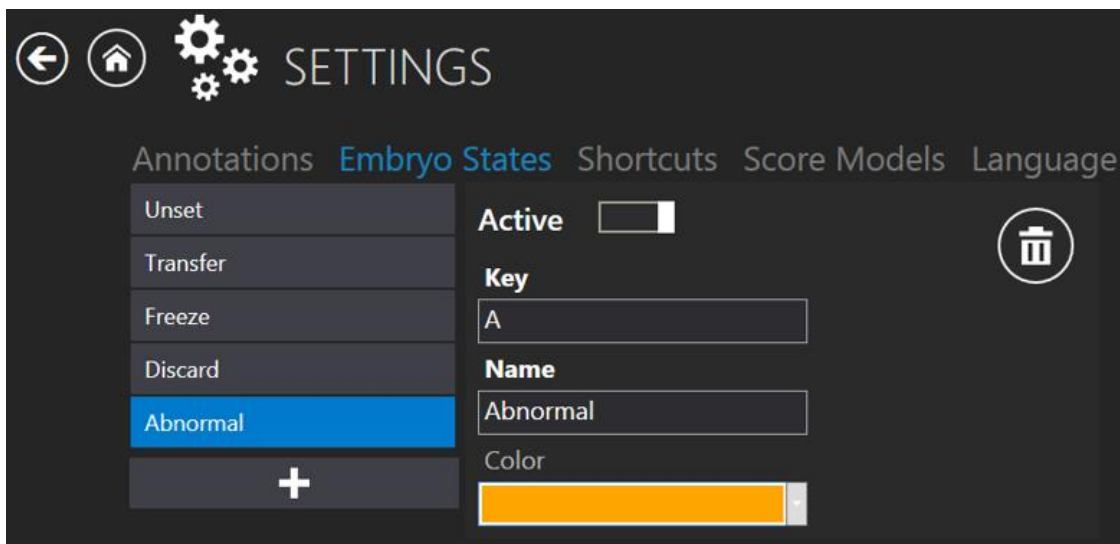 SETTINGS
Annotations Embryo States Shortcuts Score Models Language
Unset
Transfer
Freeze
Discard
Abnormal
Active
Key
A
Name
Abnormal
Color